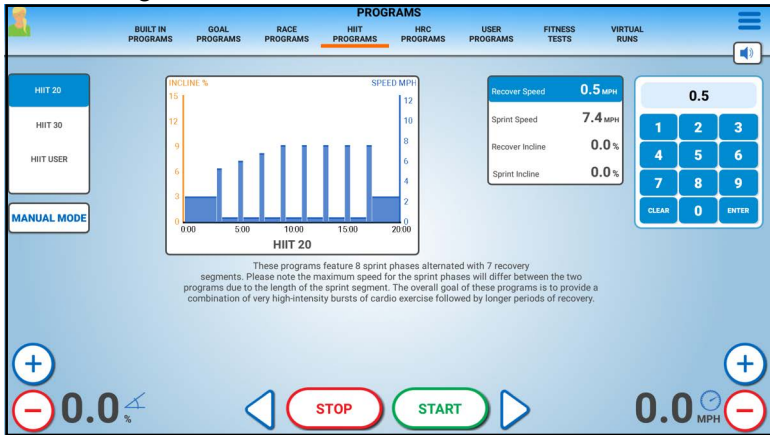 PROGRAMS
BUILT IN PROGRAMS
GOAL PROGRAMS
RACE PROGRAMS
HIIT PROGRAMS
HRC PROGRAMS
USER PROGRAMS
FITNESS TESTS
VIRTUAL RUNS
HIIT 20
HIIT 30
HIIT USER
MANUAL MODE
INCLINE % SPEED MPH
15
12
9
6
3
0
12
10
8
6
4
2
0
0:00 5:00 10:00 15:00 20:00
HIIT 20
Recover Speed 0.5 MPH
Sprint Speed 7.4 MPH
Recover Incline 0.0 %
Sprint Incline 0.0 %
0.5
1 2 3
4 5 6
7 8 9
CLEAR 0 ENTER
These programs feature 8 sprint phases alternated with 7 recovery
segments. Please note the maximum speed for the sprint phases will differ between the two
programs due to the length of the sprint segment. The overall goal of these programs is to provide a
combination of very high-intensity bursts of cardio exercise followed by longer periods of recovery.
0.0 %
STOP
START
0.0 MPH